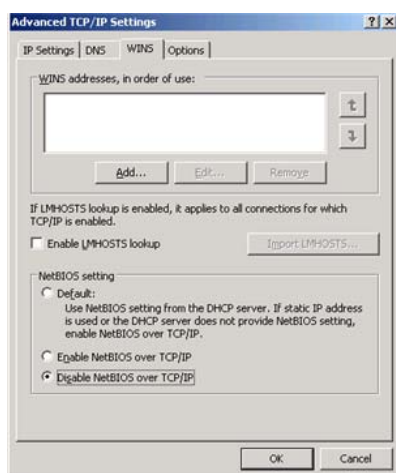 Advanced TCP/IP Settings
IP Settings DNS WINS Options
WINS addresses, in order of use:
Add... Edit... Remove
If LMHOSTS lookup is enabled, it applies to all connections for which
TCP/IP is enabled.
Enable LMHOSTS lookup Import LMHOSTS...
NetBIOS setting
Default:
Use NetBIOS setting from the DHCP server. If static IP address
is used or the DHCP server does not provide NetBIOS setting,
enable NetBIOS over TCP/IP.
Enable NetBIOS over TCP/IP
Disable NetBIOS over TCP/IP
OK Cancel